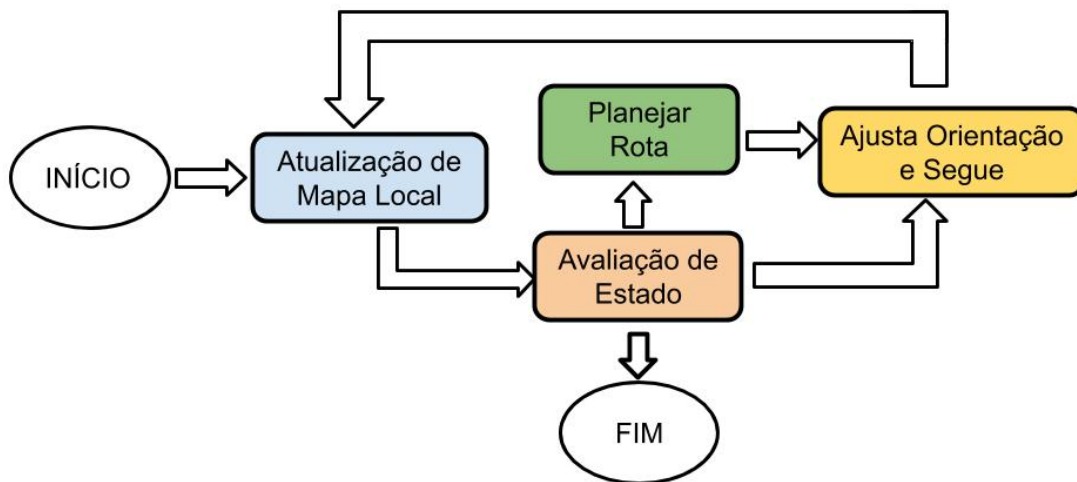 INÍCIO
Atualização de
Mapa Local
Planejar
Rota
Ajusta Orientação
e Segue
Avaliação de
Estado
FIM